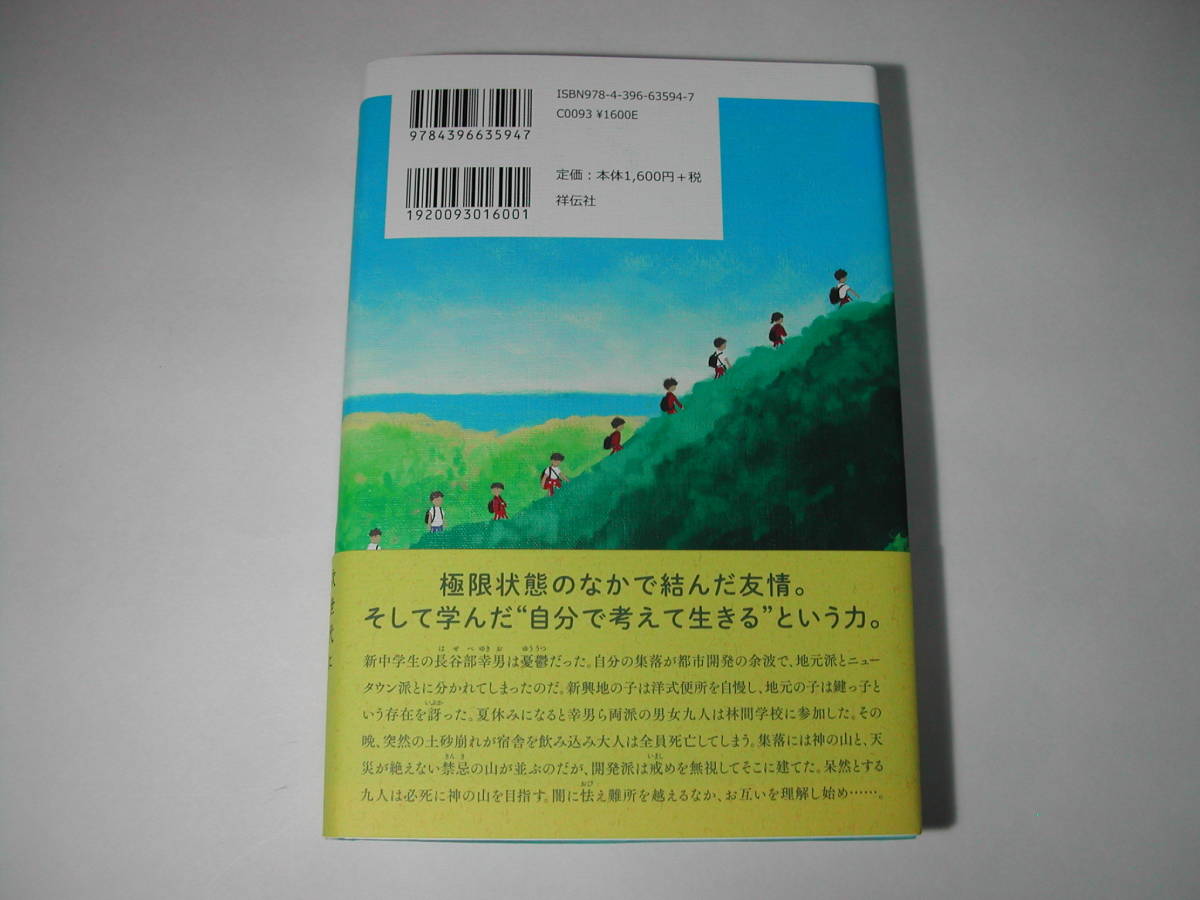 ISBN978-4-396-63594-7
C0093 ¥1600E
9784396635947
定価：本体1,600円＋税
祥伝社
1920093016001
極限状態のなかで結んだ友情。
そして学んだ“自分で考えて生きる”という力。
新中学生の長谷部幸男は憂鬱だった。自分の集落が都市開発の余波で、地元派とニュー
タウン派とに分かれてしまったのだ。新興地の子は洋式便所を自慢し、地元の子は鍵っ子と
いう存在を訝った。夏休みになると幸男ら両派の男女九人は林間学校に参加した。その
晩、突然の土砂崩れが宿舎を飲み込み大人は全員死亡してしまう。集落には神の山と、天
災が絶えない禁忌の山が並ぶのだが、開発派は戒めを無視してそこに建てた。呆然とする
九人は必死に神の山を目指す。闇に怯え難所を越えるなか、お互いを理解し始め……。